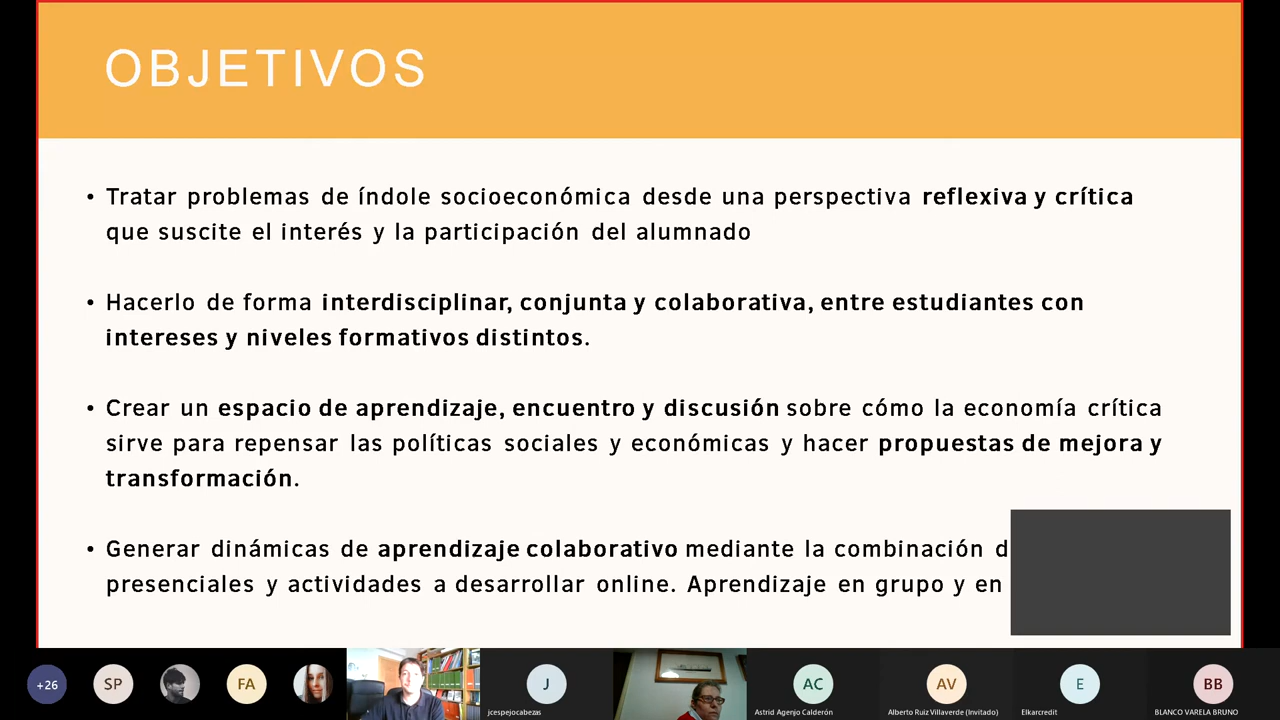 OBJETIVOS
• Tratar problemas de índole socioeconómica desde una perspectiva reflexiva y crítica
que suscite el interés y la participación del alumnado
• Hacerlo de forma interdisciplinar, conjunta y colaborativa, entre estudiantes con
intereses y niveles formativos distintos.
• Crear un espacio de aprendizaje, encuentro y discusión sobre cómo la economía crítica
sirve para repensar las políticas sociales y económicas y hacer propuestas de mejora y
transformación.
• Generar dinámicas de aprendizaje colaborativo mediante la combinación d
presenciales y actividades a desarrollar online. Aprendizaje en grupo y en
+26 SP FA J AC AV E BB
jcespejocabezas Astrid Agenjo Calderón Alberto Ruiz Villaverde (Invitado) Elkarcredit BLANCO VARELA BRUNO